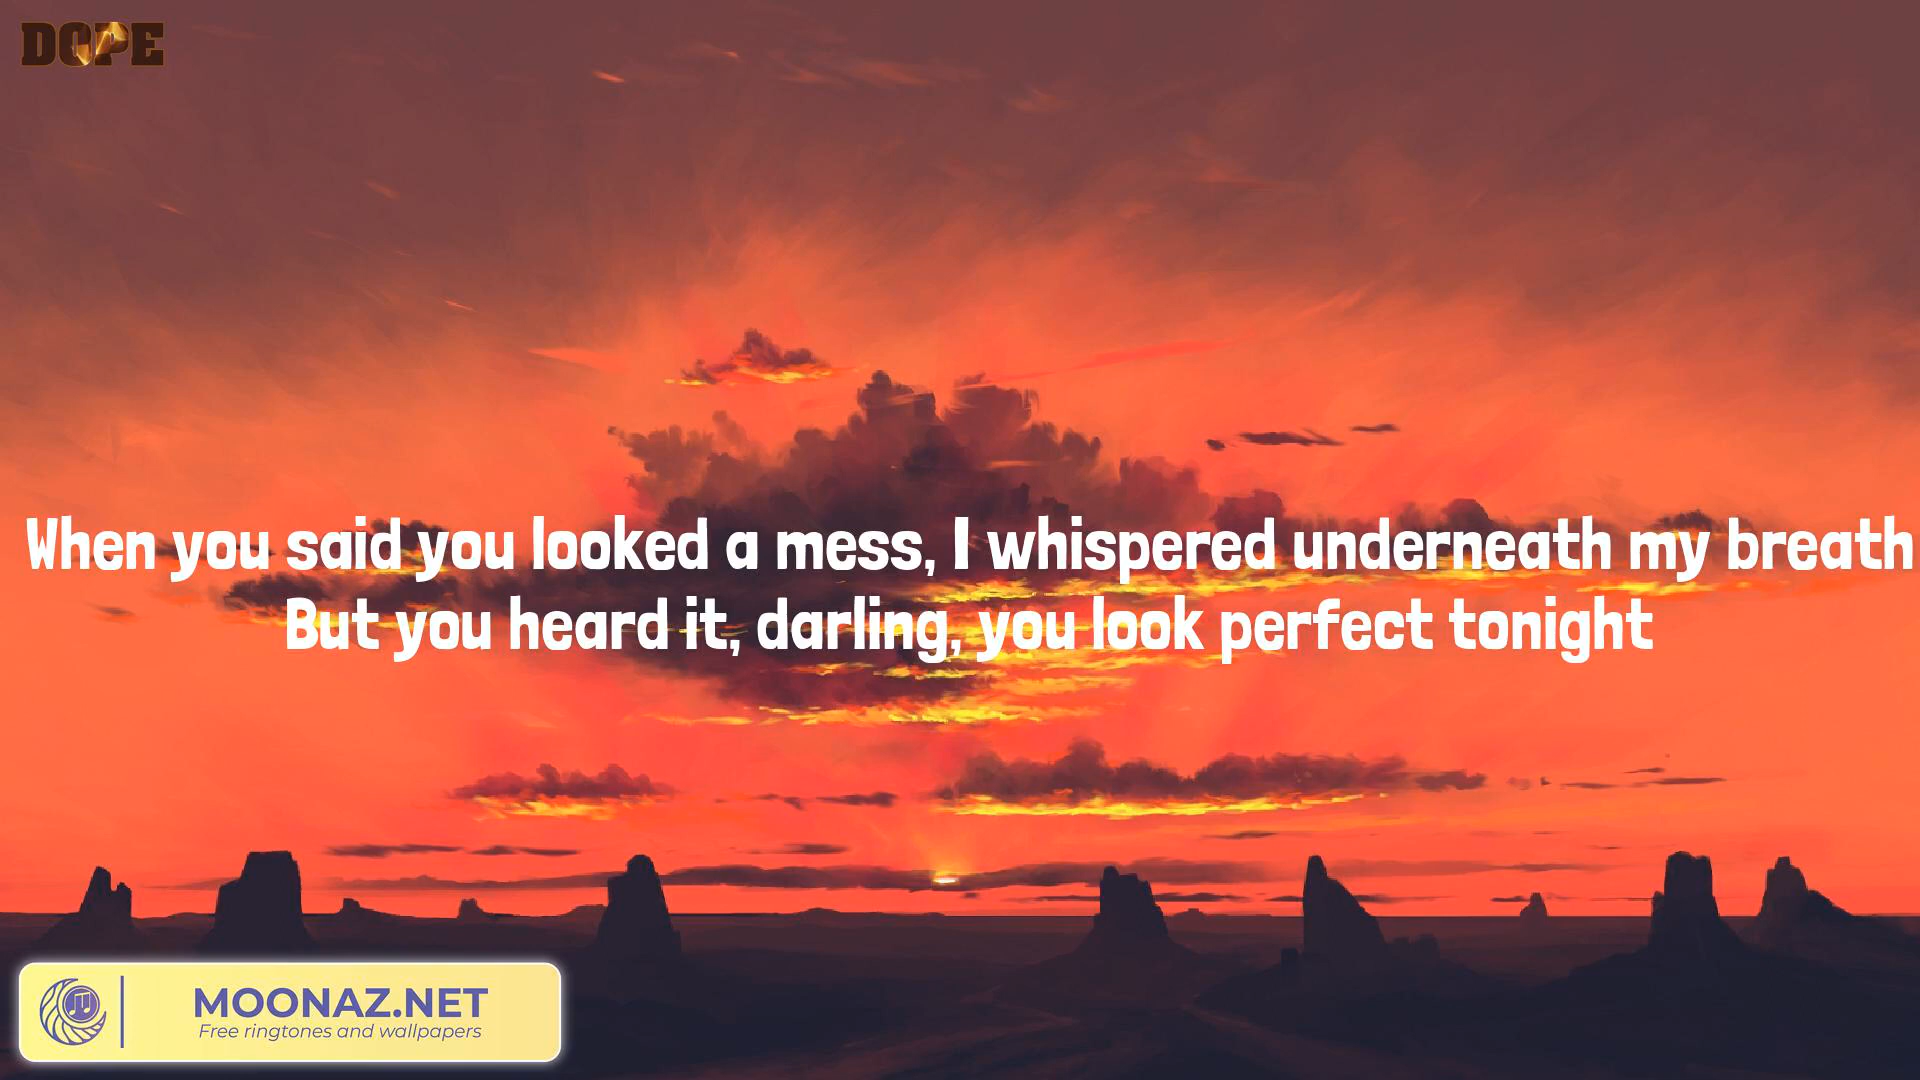 DOPE
When you said you looked a mess, I whispered underneath my breath
But you heard it, darling, you look perfect tonight
MOONAZ.NET
Free ringtones and wallpapers